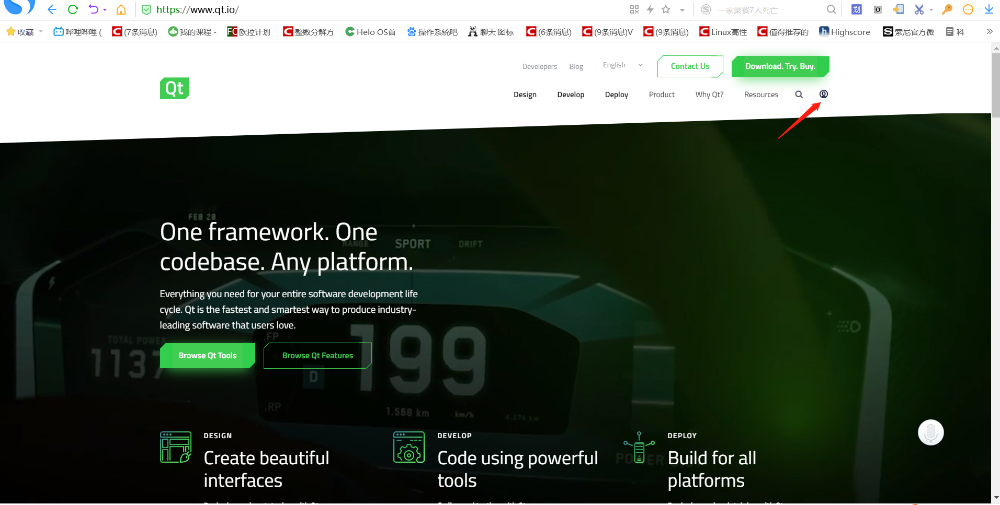 https://www.qt.io/
一家聚餐7人死亡
划
收藏
哔哩哔哩 (
(7条消息)
我的课程 -
欧拉计划
整数分解方
Helo OS首
操作系统吧
聊天 图标
(6条消息)
(9条消息)V
(9条消息)
Linux高性
值得推荐的
Highscore
索尼官方微
科
Developers
Blog
English
Contact Us
Download. Try. Buy.
Qt
Design
Develop
Deploy
Product
Why Qt?
Resources
FEB 28
One framework. One
codebase. Any platform.
RANGE
SPORT
DRIFT
Everything you need for your entire software development life
cycle. Qt is the fastest and smartest way to produce industry-
leading software that users love.
TOTAL POWER
1137
.FP
199
Browse Qt Tools
Browse Qt Features
D
.RP
1.568 km
km/h
4.274 km
DESIGN
Create beautiful
interfaces
DEVELOP
Code using powerful
tools
POWER
DEPLOY
Build for all
platforms